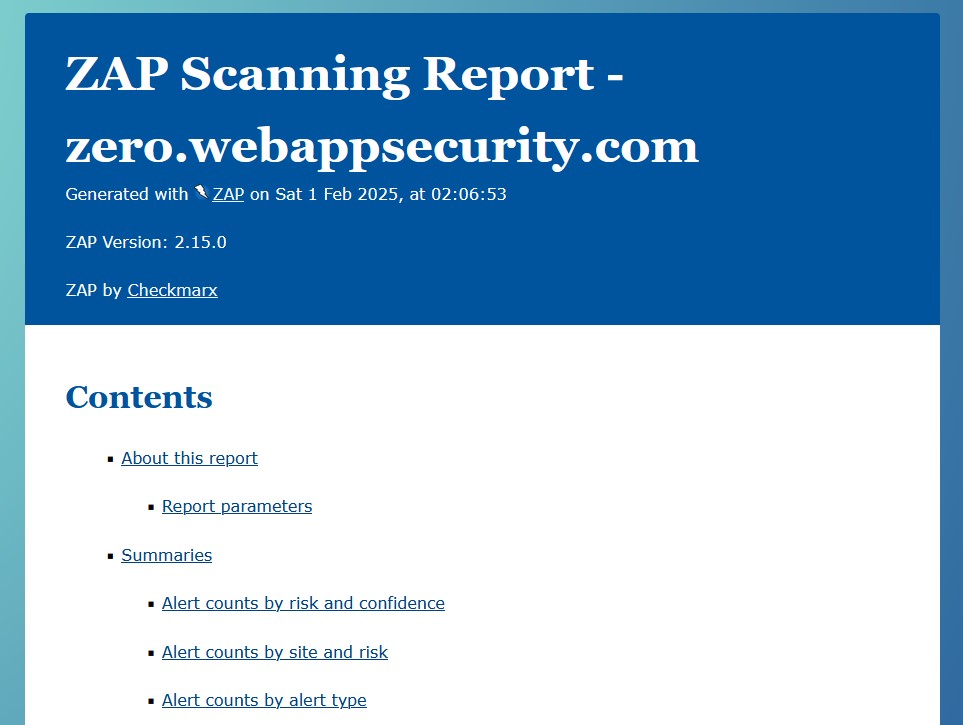 ZAP Scanning Report -
zero.webappsecurity.com
Generated with ZAP on Sat 1 Feb 2025, at 02:06:53
ZAP Version: 2.15.0
ZAP by Checkmarx
Contents
About this report
Report parameters
Summaries
Alert counts by risk and confidence
Alert counts by site and risk
Alert counts by alert type